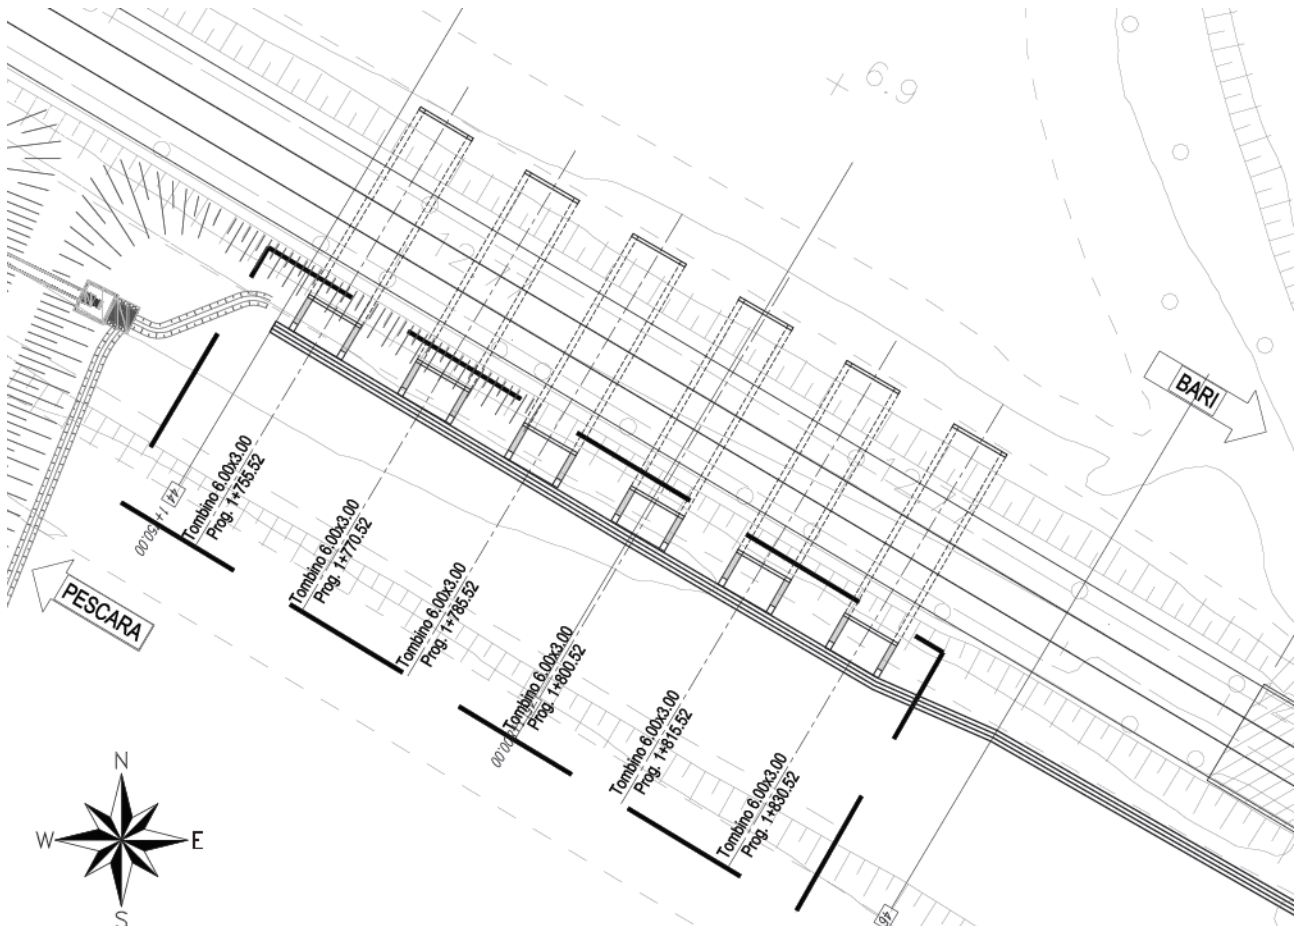 6.9
BARI
Tombino 6.00x3.00
Prog. 1+755.52
44
Tombino 6.00x3.00
Prog. 1+770.52
Tombino 6.00x3.00
Prog. 1+785.52
Tombino 6.00x3.00
Prog. 1+800.52
Tombino 6.00x3.00
Prog. 1+815.52
Tombino 6.00x3.00
Prog. 1+830.52
PESCARA
N
W
E
S